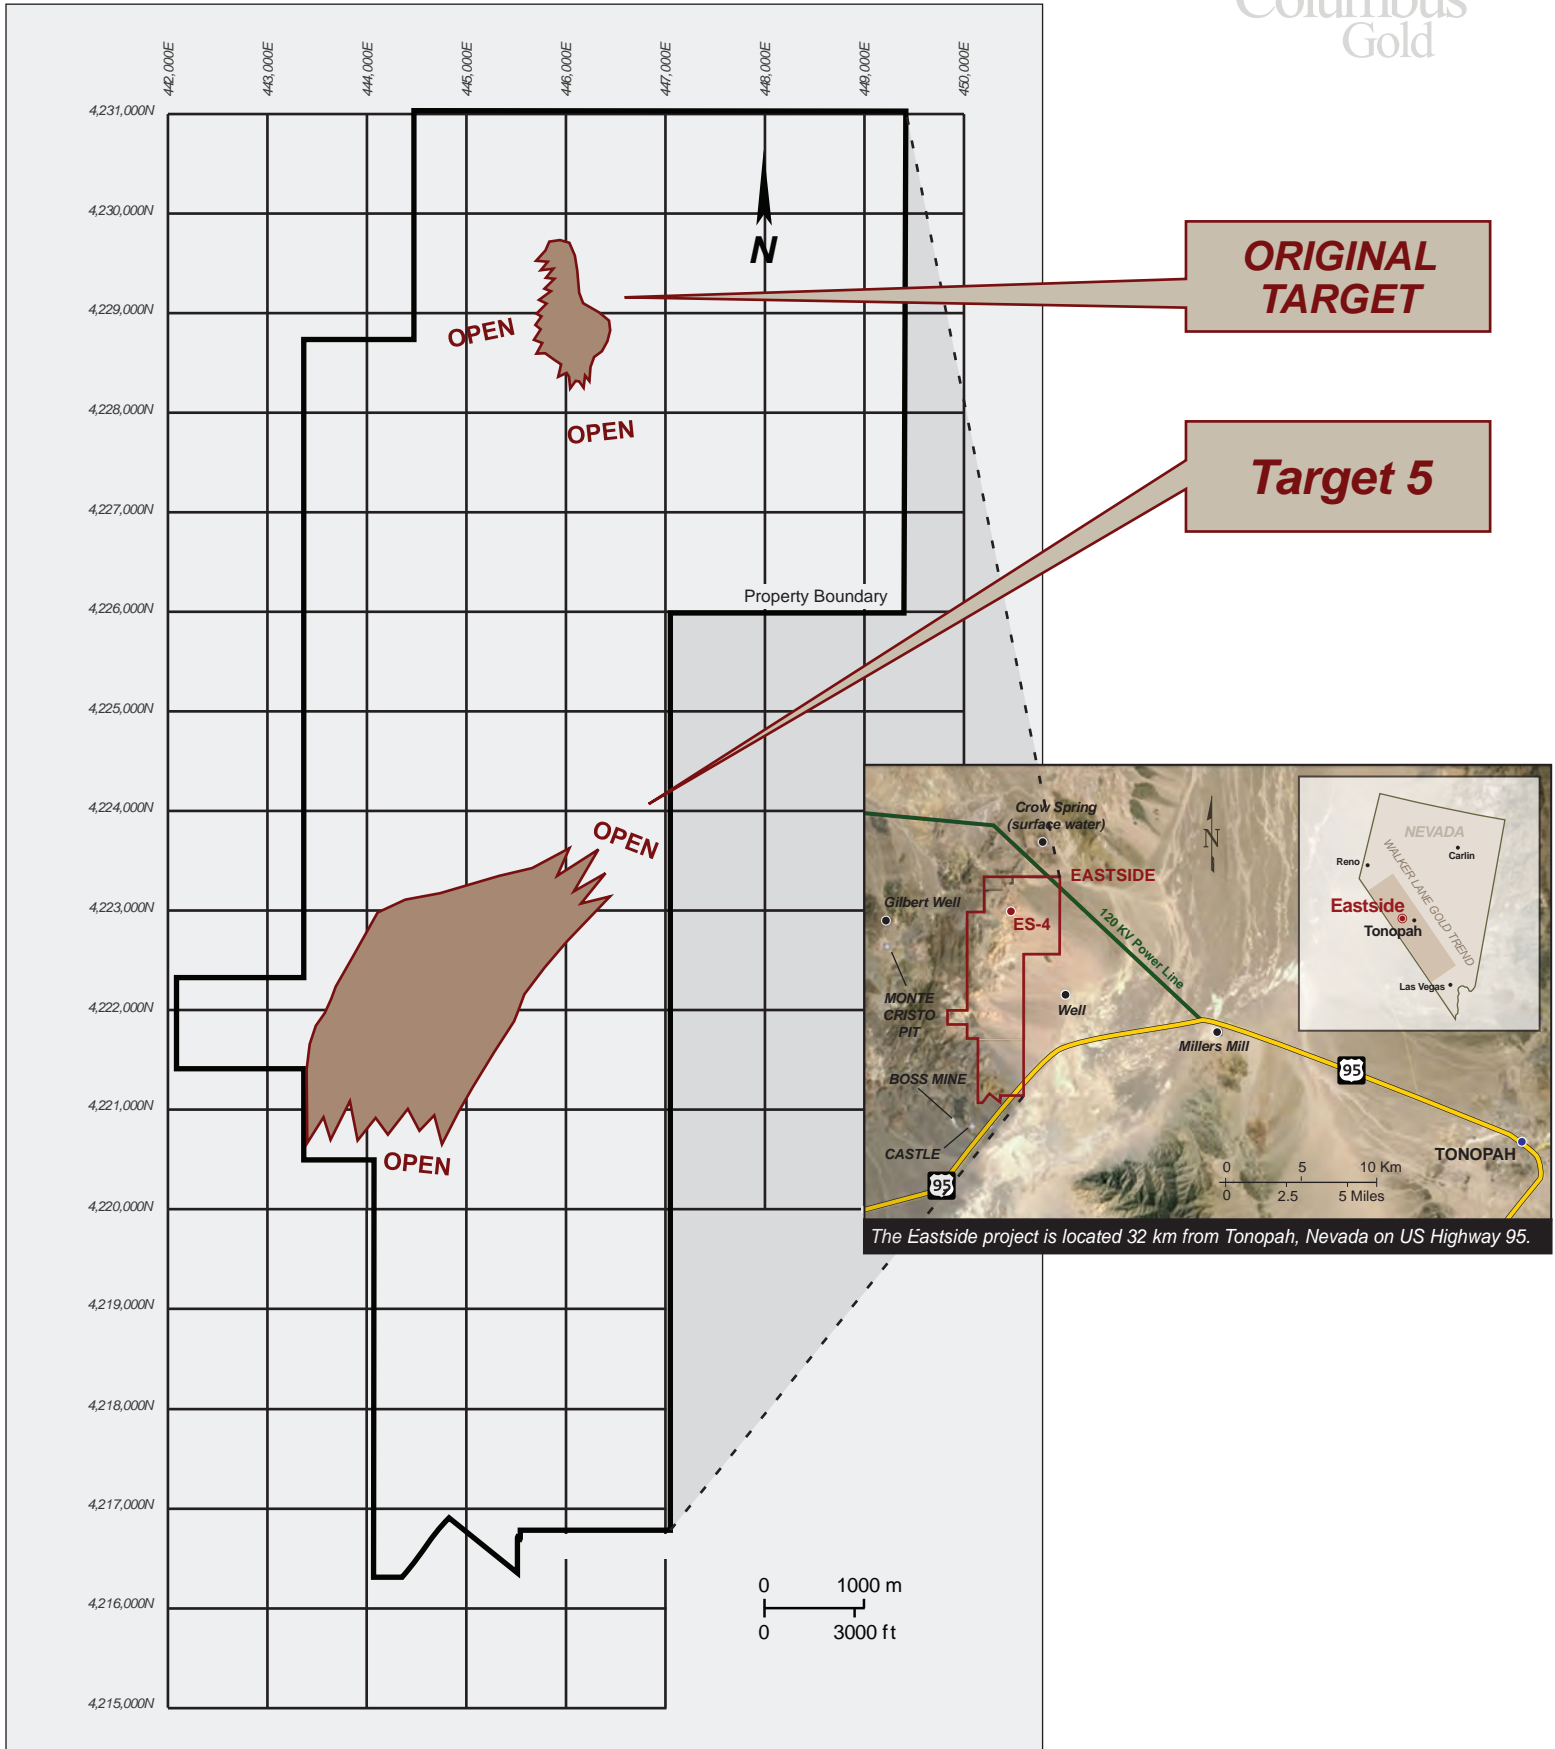 Columbus
Gold
442,000E
443,000E
444,000E
445,000E
446,000E
447,000E
448,000E
449,000E
450,000E
4,231,000N
4,230,000N
4,229,000N
4,228,000N
4,227,000N
4,226,000N
4,225,000N
4,224,000N
4,223,000N
4,222,000N
4,221,000N
4,220,000N
4,219,000N
4,218,000N
4,217,000N
4,216,000N
4,215,000N
N
ORIGINAL
TARGET
OPEN
OPEN
Target 5
Property Boundary
OPEN
OPEN
Crow Spring
(surface water)
N
EASTSIDE
Gilbert Well
ES-4
120 KV Power Line
MONTE
CRISTO
PIT
Well
Millers Mill
BOSS MINE
CASTLE
95
95
TONOPAH
0 5 10 Km
0 2.5 5 Miles
NEVADA
Reno
Carlin
WALKER LANE GOLD TREND
Eastside
Tonopah
Las Vegas
The Eastside project is located 32 km from Tonopah, Nevada on US Highway 95.
0 1000 m
0 3000 ft